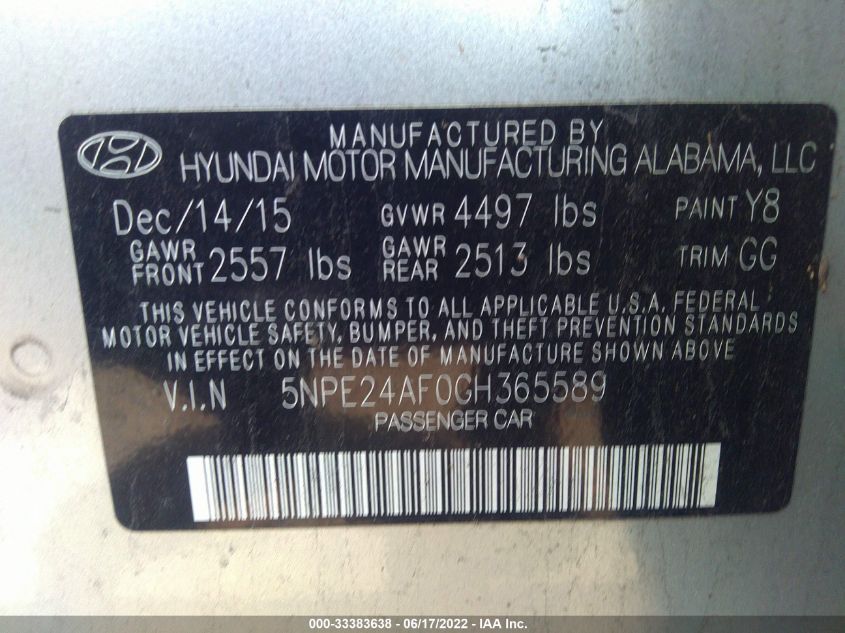 MANUFACTURED BY
HYUNDAI MOTOR MANUFACTURING ALABAMA, LLC
Dec/14/15 GVWR 4497 lbs PAINT Y8
GAWR FRONT 2557 lbs GAWR REAR 2513 lbs TRIM GG
THIS VEHICLE CONFORMS TO ALL APPLICABLE U.S.A. FEDERAL
MOTOR VEHICLE SAFETY, BUMPER, AND THEFT PREVENTION STANDARDS
IN EFFECT ON THE DATE OF MANUFACTURE SHOWN ABOVE
V.I.N 5NPE24AF0GH365589
PASSENGER CAR
000-33383638 - 06/17/2022 - IAA Inc.